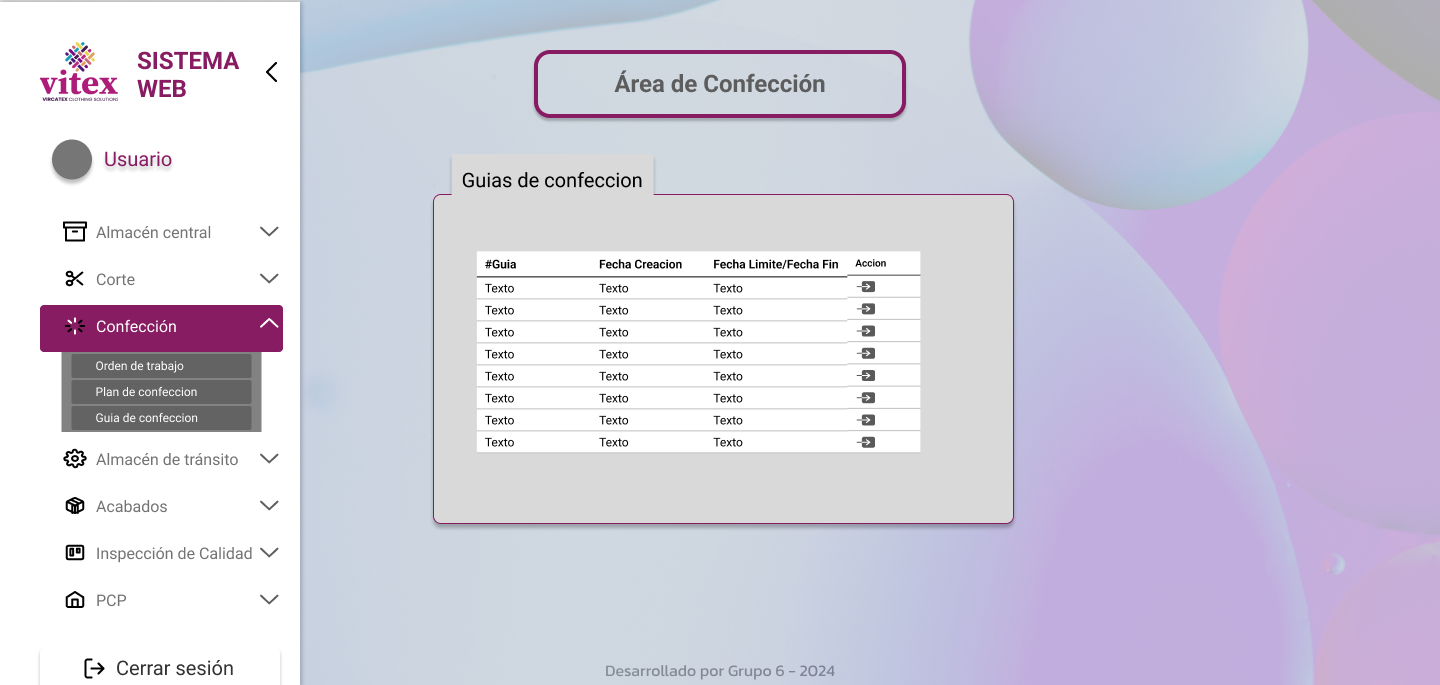 vitex
VIRCATEX CLOTHING SOLUTIONS
SISTEMA
WEB
Usuario
Almacén central
Corte
Confección
Orden de trabajo
Plan de confeccion
Guia de confeccion
Almacén de tránsito
Acabados
Inspección de Calidad
PCP
Cerrar sesión
Área de Confección
Guias de confeccion
#Guia Fecha Creacion Fecha Limite/Fecha Fin Accion
Texto Texto Texto
Texto Texto Texto
Texto Texto Texto
Texto Texto Texto
Texto Texto Texto
Texto Texto Texto
Texto Texto Texto
Texto Texto Texto
Desarrollado por Grupo 6 - 2024